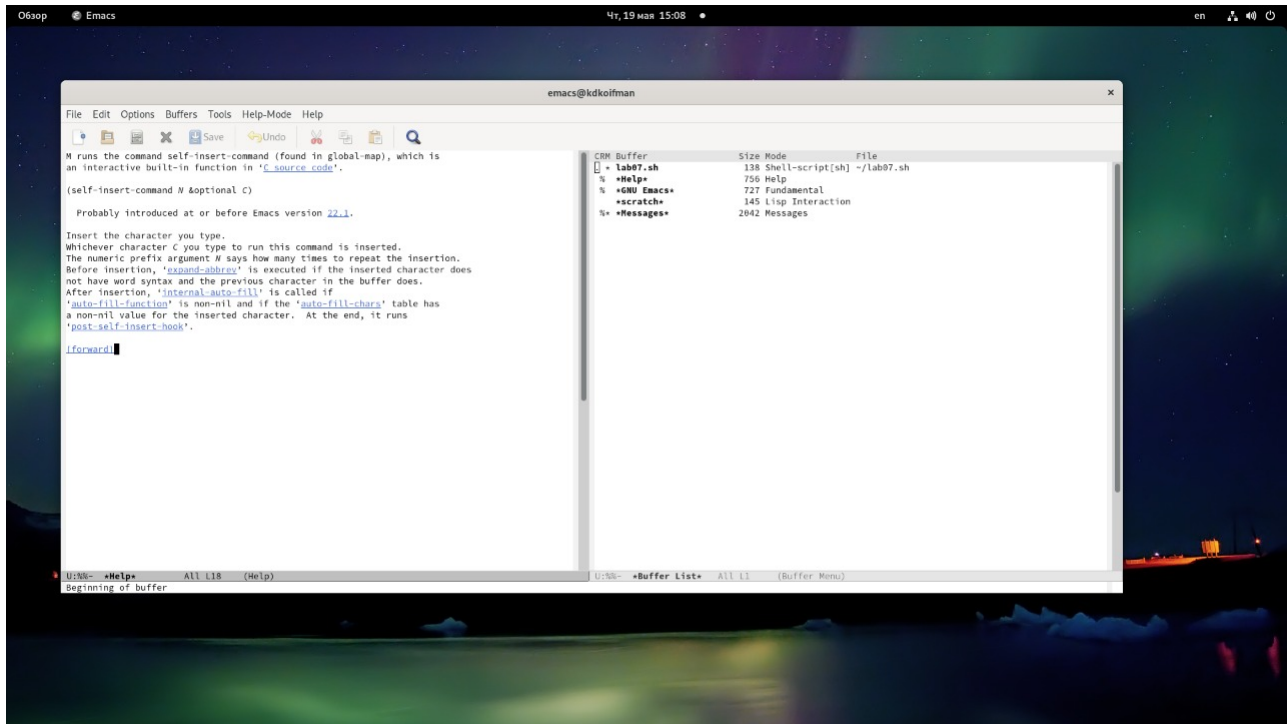 Обзор Emacs Чт, 19 мая 15:08 en
emacs@kdkoifman
File Edit Options Buffers Tools Help-Mode Help
Save Undo
M runs the command self-insert-command (found in global-map), which is
an interactive built-in function in ‘C source code’.
(self-insert-command N &optional C)
Probably introduced at or before Emacs version 22.1.
Insert the character you type.
Whichever character C you type to run this command is inserted.
The numeric prefix argument N says how many times to repeat the insertion.
Before insertion, ‘expand-abbrev’ is executed if the inserted character does
not have word syntax and the previous character in the buffer does.
After insertion, ‘internal-auto-fill’ is called if
‘auto-fill-function’ is non-nil and if the ‘auto-fill-chars’ table has
a non-nil value for the inserted character. At the end, it runs
‘post-self-insert-hook’.
[forward]
U:%%- *Help* All L18 (Help)
CRM Buffer Size Mode File
. * lab07.sh 138 Shell-script[sh] ~/lab07.sh
% *Help* 756 Help
% *GNU Emacs* 727 Fundamental
*scratch* 145 Lisp Interaction
%* *Messages* 2042 Messages
U:%%- *Buffer List* All L1 (Buffer Menu)
Beginning of buffer